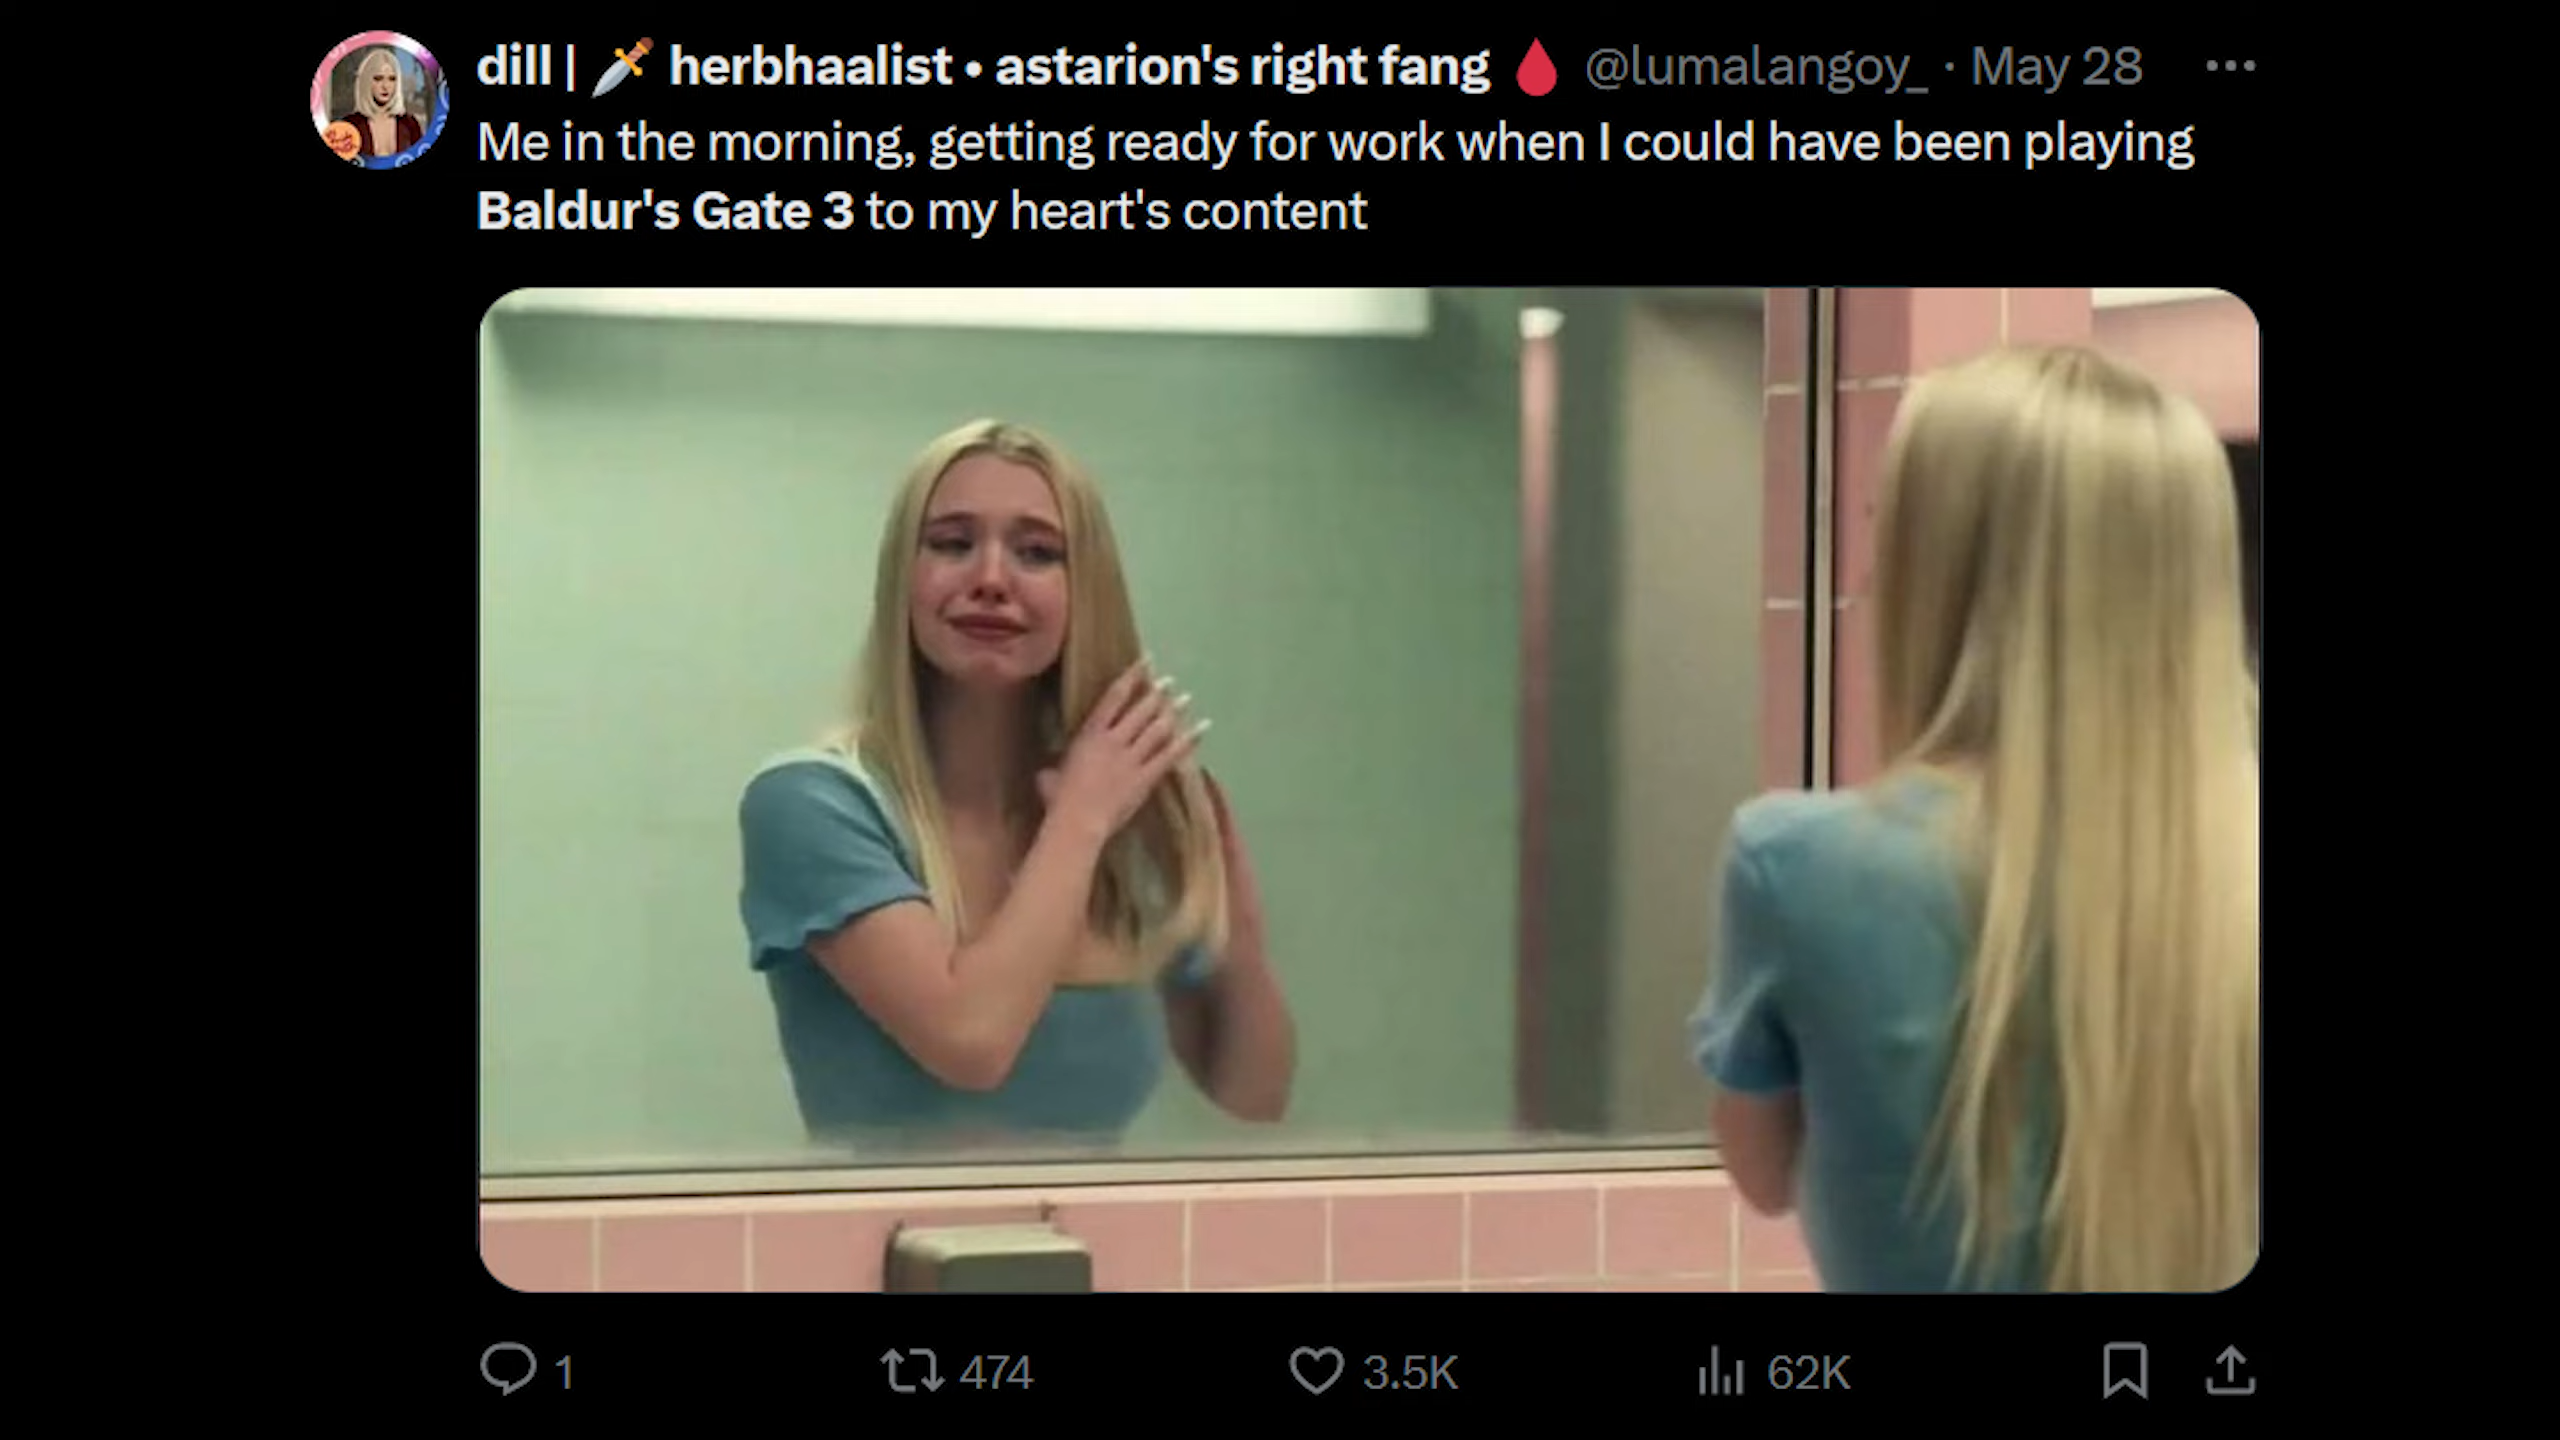 dill | 🗡️ herbhaalist • astarion's right fang 🩸 @lumalangoy_ · May 28
Me in the morning, getting ready for work when I could have been playing
Baldur's Gate 3 to my heart's content
1 474 3.5K 62K